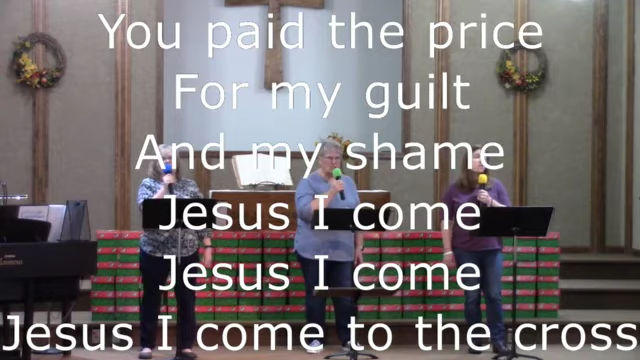 You paid the price
For my guilt
And my shame
Jesus I come
Jesus I come
Jesus I come to the cross